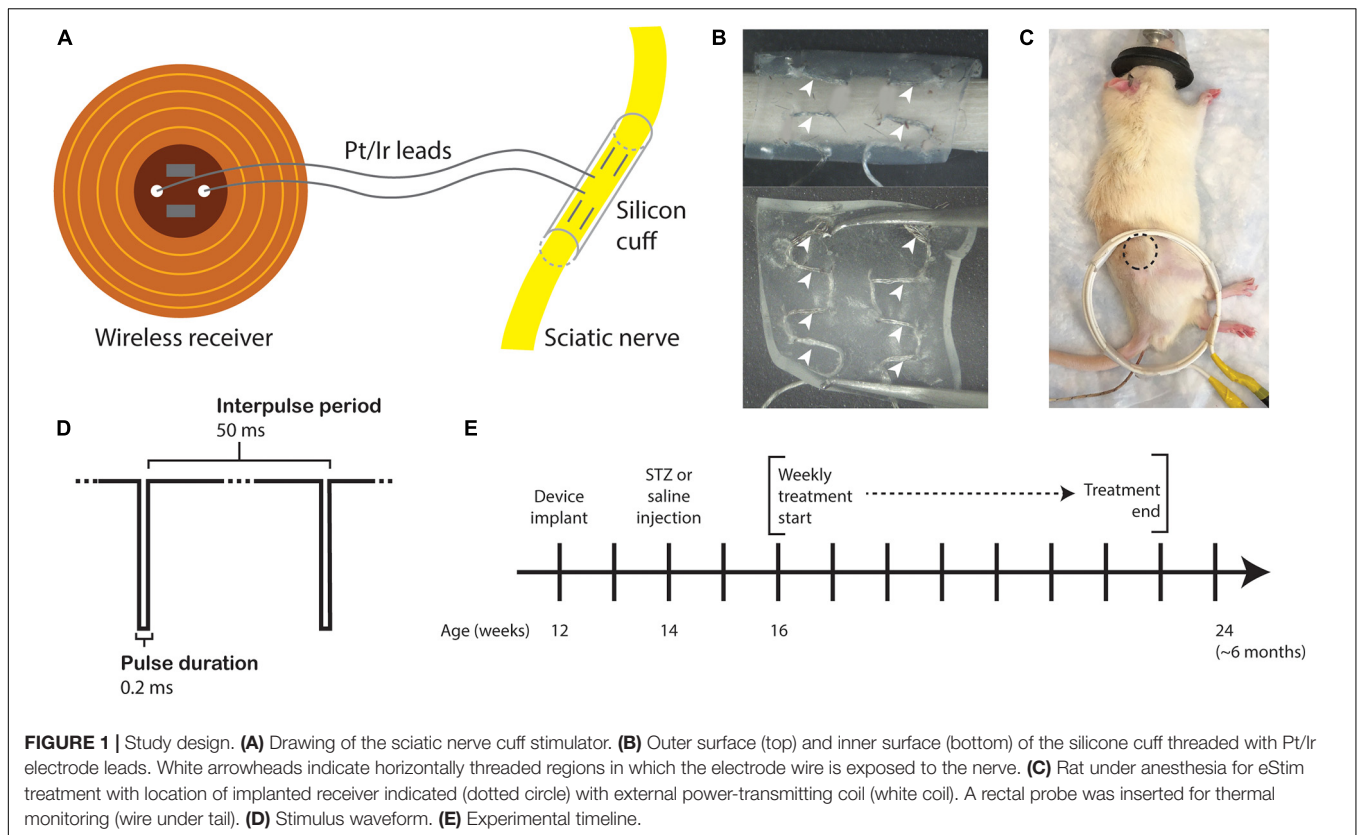 A
B
C
Pt/Ir leads
Silicon
cuff
Wireless receiver
Sciatic nerve
D
Interpulse period
50 ms
Pulse duration
0.2 ms
E
Device
implant
STZ or
saline
injection
Weekly
treatment
start
Treatment
end
Age (weeks)
12
14
16
24
(~6 months)
FIGURE 1 | Study design. (A) Drawing of the sciatic nerve cuff stimulator. (B) Outer surface (top) and inner surface (bottom) of the silicone cuff threaded with Pt/Ir
electrode leads. White arrowheads indicate horizontally threaded regions in which the electrode wire is exposed to the nerve. (C) Rat under anesthesia for eStim
treatment with location of implanted receiver indicated (dotted circle) with external power-transmitting coil (white coil). A rectal probe was inserted for thermal
monitoring (wire under tail). (D) Stimulus waveform. (E) Experimental timeline.